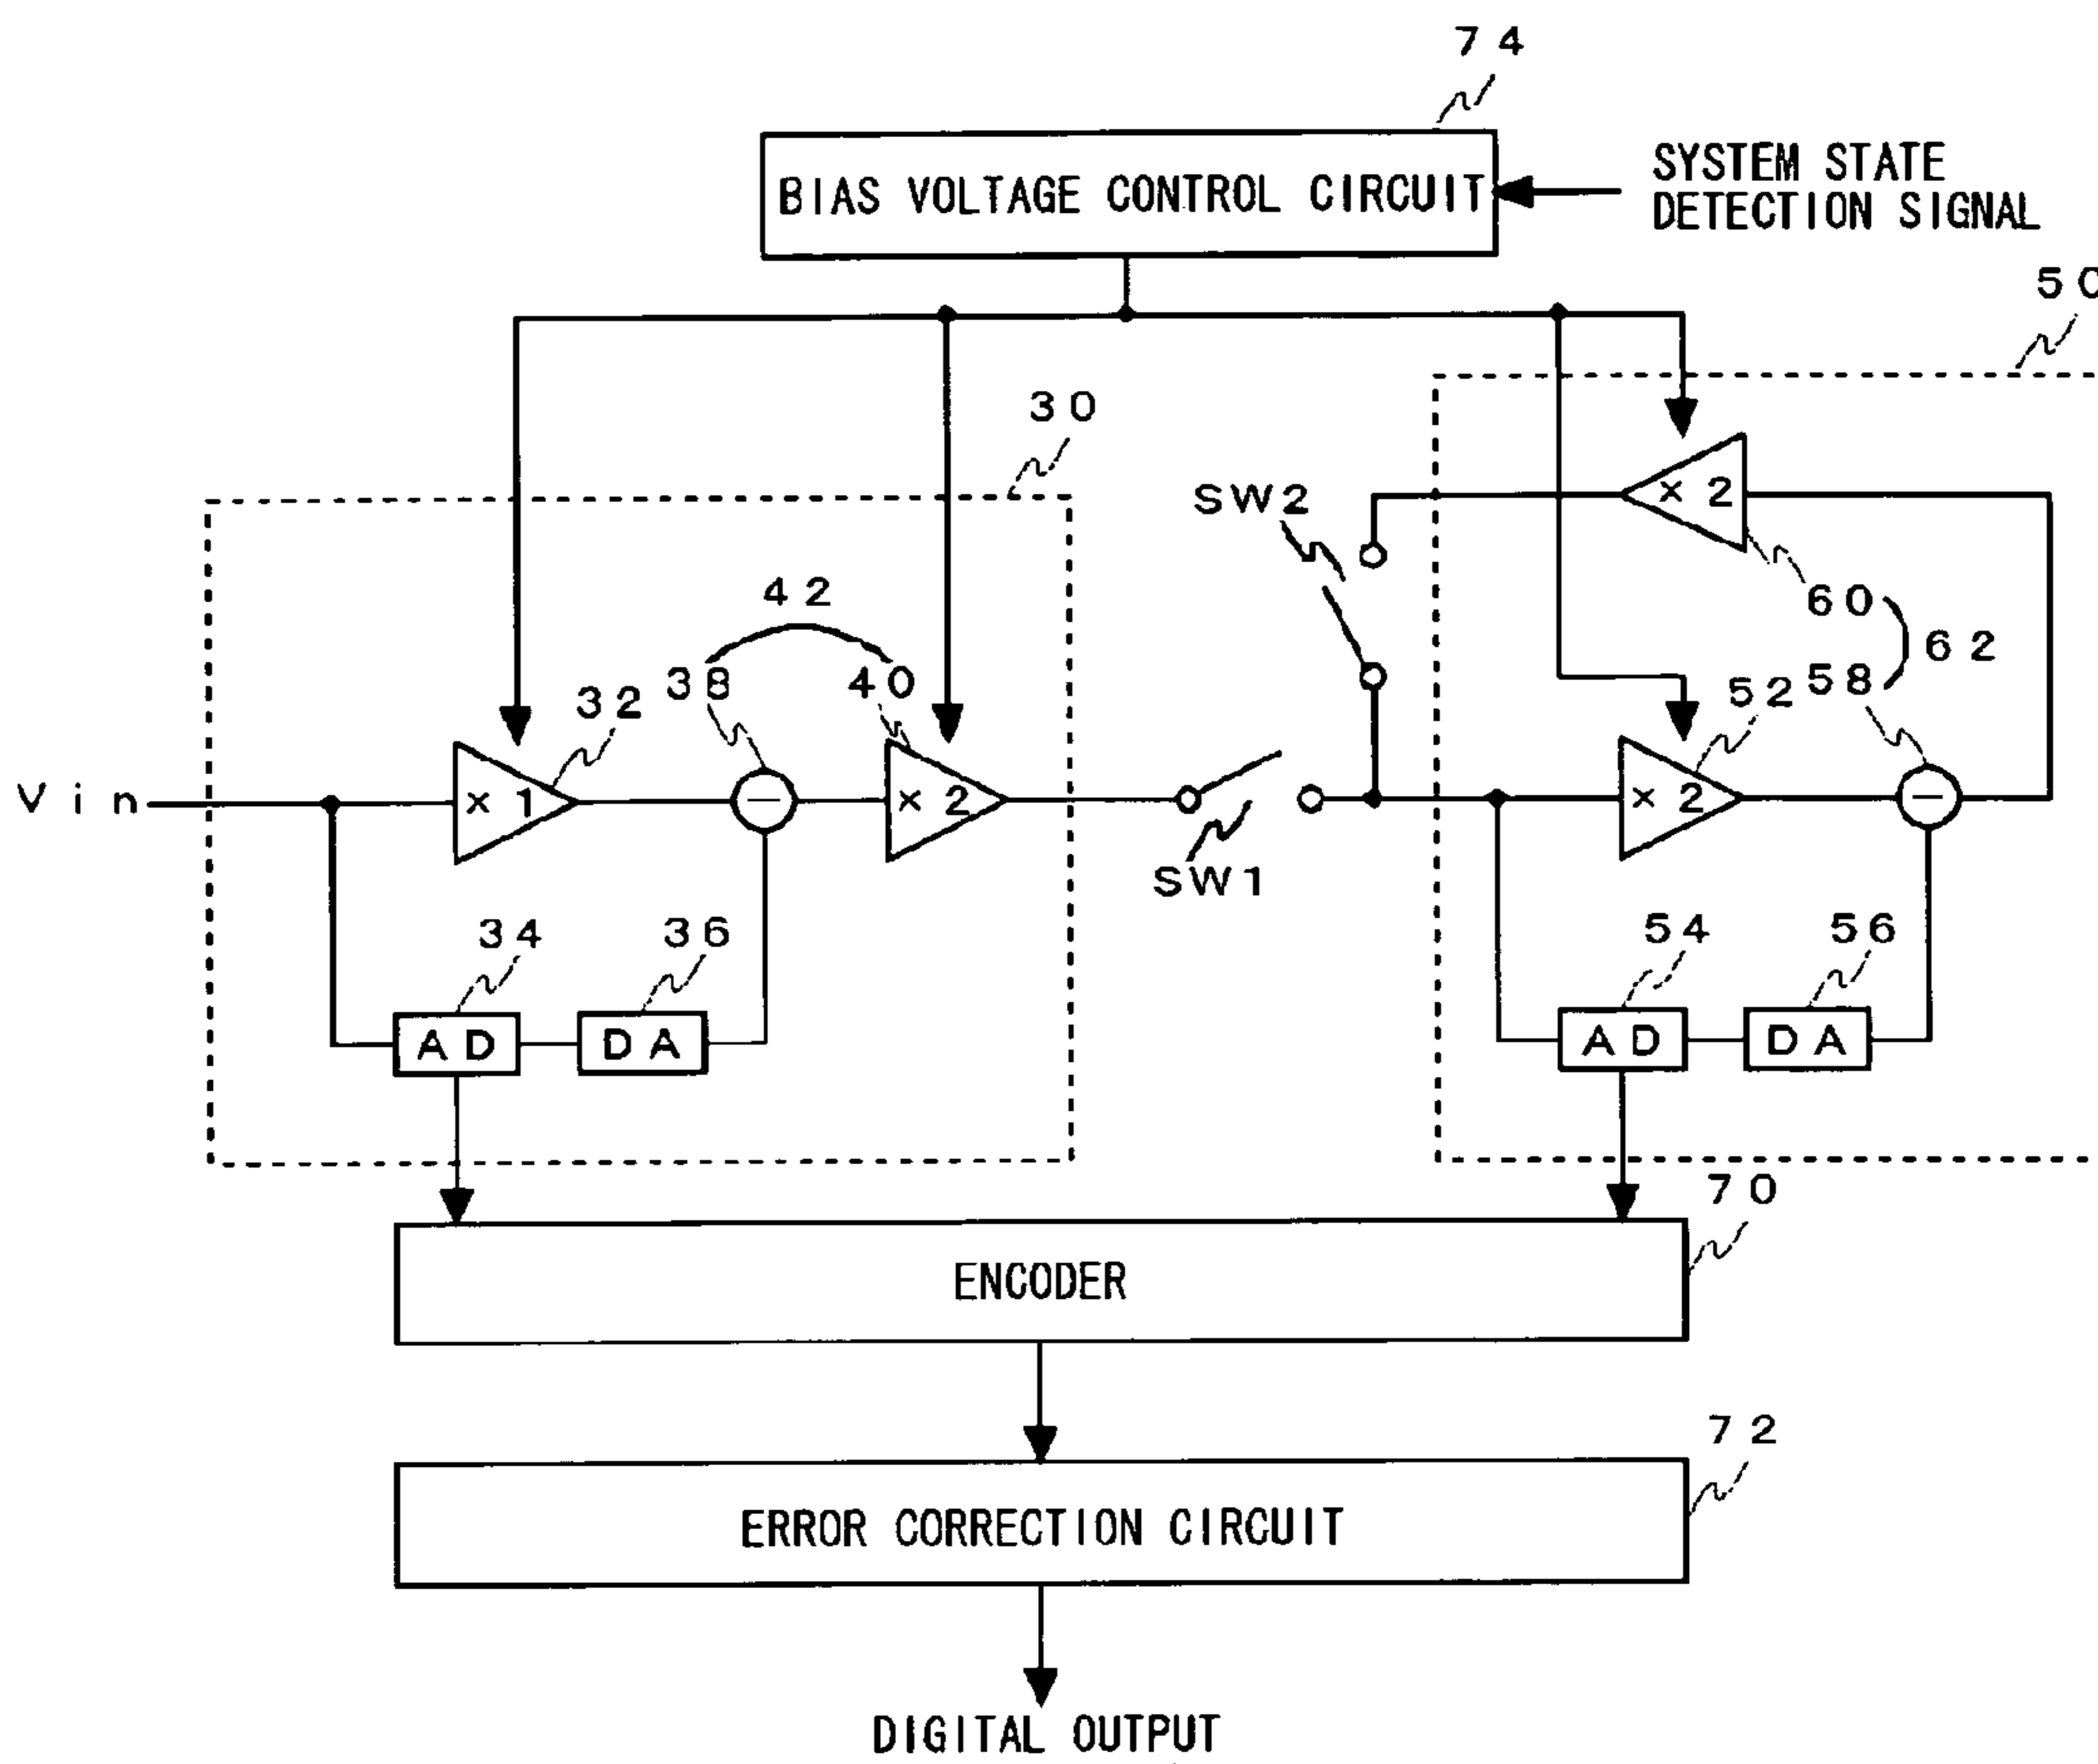 74
BIAS VOLTAGE CONTROL CIRCUIT
SYSTEM STATE
DETECTION SIGNAL
50
30
SW2
×2
42
60
62
38
40
32
52
58
Vin
×1
−
×2
×2
−
SW1
34
36
54
56
AD
DA
AD
DA
70
ENCODER
72
ERROR CORRECTION CIRCUIT
DIGITAL OUTPUT